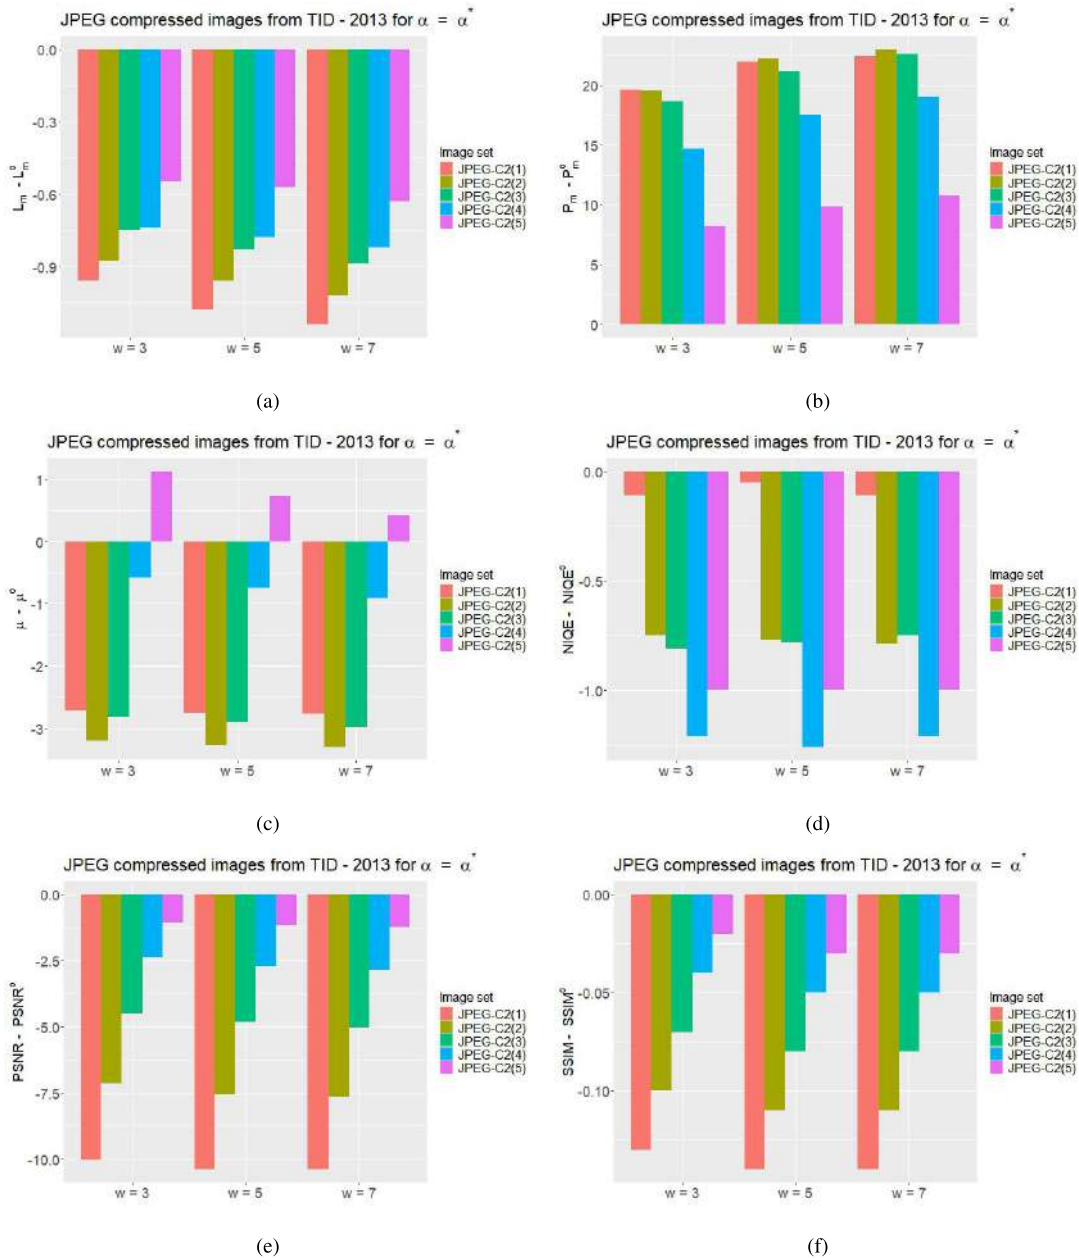 JPEG compressed images from TID - 2013 for α = α*
0.0
-0.3
-0.6
-0.9
L_m - L_m^0
w = 3
w = 5
w = 7
Image set
JPEG-C2(1)
JPEG-C2(2)
JPEG-C2(3)
JPEG-C2(4)
JPEG-C2(5)
(a)
JPEG compressed images from TID - 2013 for α = α*
20
15
10
5
0
P_m - P_m^0
w = 3
w = 5
w = 7
Image set
JPEG-C2(1)
JPEG-C2(2)
JPEG-C2(3)
JPEG-C2(4)
JPEG-C2(5)
(b)
JPEG compressed images from TID - 2013 for α = α*
1
0
-1
-2
-3
μ - μ^0
w = 3
w = 5
w = 7
Image set
JPEG-C2(1)
JPEG-C2(2)
JPEG-C2(3)
JPEG-C2(4)
JPEG-C2(5)
(c)
JPEG compressed images from TID - 2013 for α = α*
0.0
-0.5
-1.0
NIQE - NIQE^0
w = 3
w = 5
w = 7
Image set
JPEG-C2(1)
JPEG-C2(2)
JPEG-C2(3)
JPEG-C2(4)
JPEG-C2(5)
(d)
JPEG compressed images from TID - 2013 for α = α*
0.0
-2.5
-5.0
-7.5
-10.0
PSNR - PSNR^0
w = 3
w = 5
w = 7
Image set
JPEG-C2(1)
JPEG-C2(2)
JPEG-C2(3)
JPEG-C2(4)
JPEG-C2(5)
(e)
JPEG compressed images from TID - 2013 for α = α*
0.00
-0.05
-0.10
SSIM - SSIM^0
w = 3
w = 5
w = 7
Image set
JPEG-C2(1)
JPEG-C2(2)
JPEG-C2(3)
JPEG-C2(4)
JPEG-C2(5)
(f)